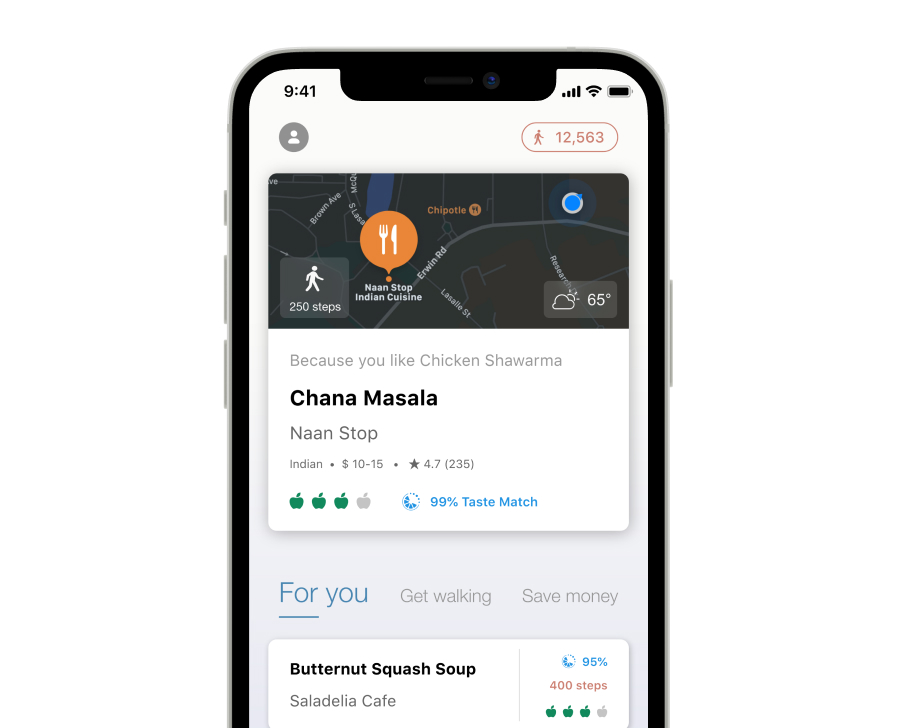 9:41
12,563
ve
McQ
Brown Ave
S Lasa
Chipotle
Erwin Rd
Research
Lasalle St
Naan Stop
Indian Cuisine
250 steps
65°
Because you like Chicken Shawarma
Chana Masala
Naan Stop
Indian • $ 10-15 • ★ 4.7 (235)
99% Taste Match
For you Get walking Save money
Butternut Squash Soup
Saladelia Cafe
95%
400 steps